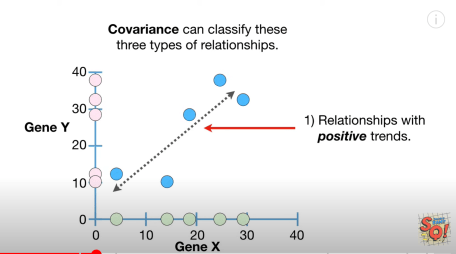 Covariance can classify these
three types of relationships.
40
30
Gene Y
20
10
0
1) Relationships with
positive trends.
0 10 20 30 40
Gene X
SQ!